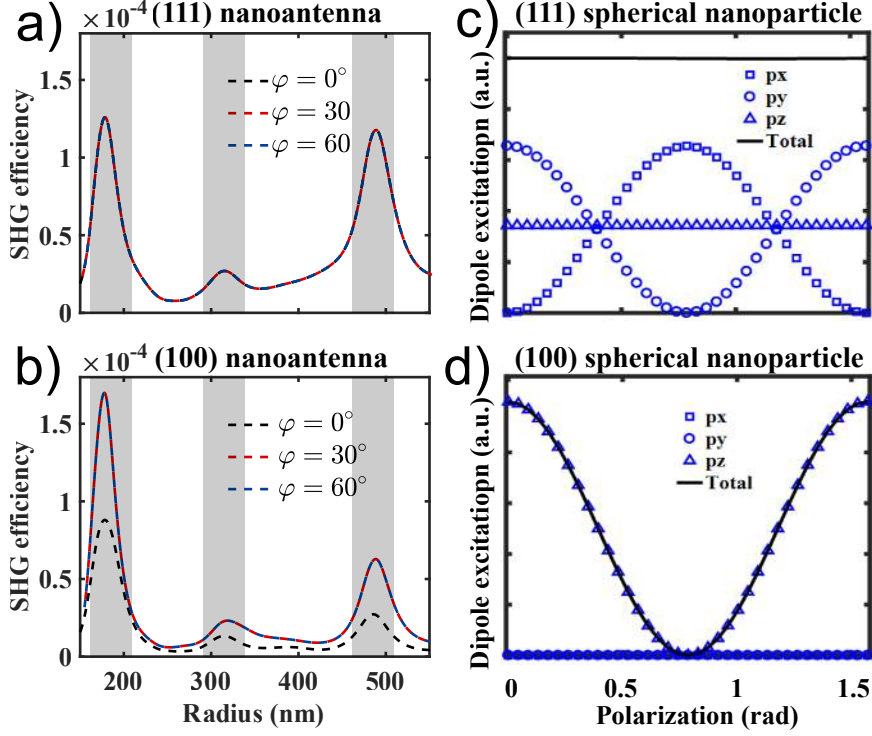 a)
×10⁻⁴ (111) nanoantenna
SHG efficiency
1.5
1
0.5
0
φ = 0°
φ = 30
φ = 60
c)
(111) spherical nanoparticle
Dipole excitatiopn (a.u.)
px
py
pz
Total
b)
×10⁻⁴ (100) nanoantenna
SHG efficiency
1.5
1
0.5
0
φ = 0°
φ = 30°
φ = 60°
200 300 400 500
Radius (nm)
d)
(100) spherical nanoparticle
Dipole excitatiopn (a.u.)
px
py
pz
Total
0 0.5 1 1.5
Polarization (rad)